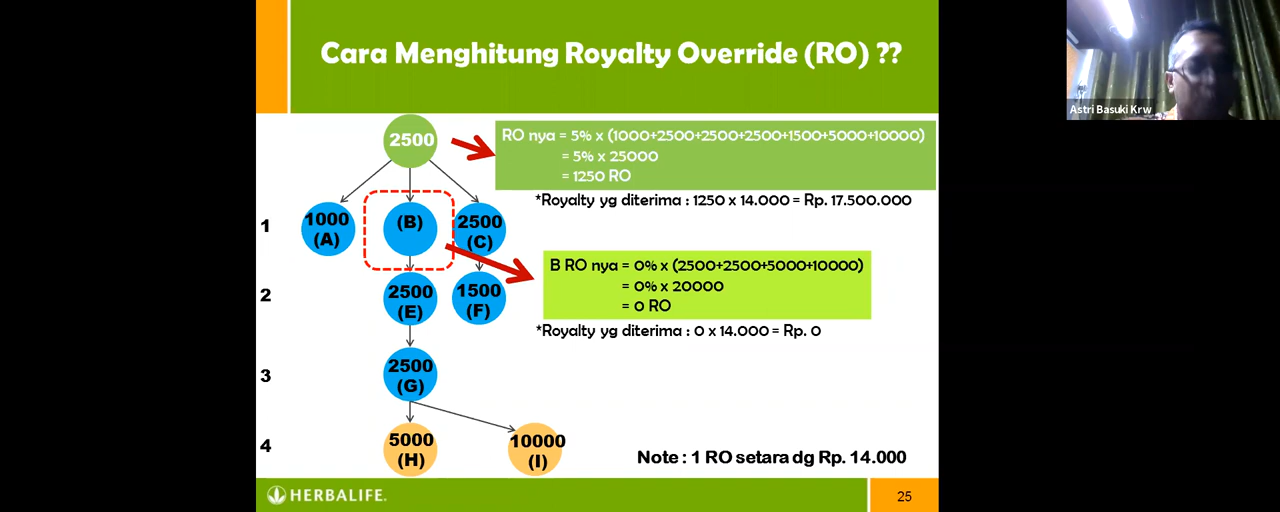 Cara Menghitung Royalty Override (RO) ??
Astri Basuki Krw
2500
RO nya = 5% x (1000+2500+2500+2500+1500+5000+10000)
= 5% x 25000
= 1250 RO
*Royalty yg diterima : 1250 x 14.000 = Rp. 17.500.000
1
1000
(A)
(B)
2500
(C)
B RO nya = 0% x (2500+2500+5000+10000)
= 0% x 20000
= 0 RO
*Royalty yg diterima : 0 x 14.000 = Rp. 0
2
2500
(E)
1500
(F)
3
2500
(G)
4
5000
(H)
10000
(I)
Note : 1 RO setara dg Rp. 14.000
HERBALIFE.
25